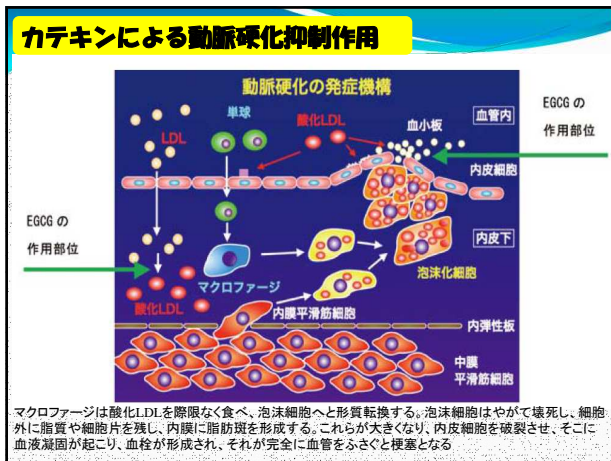 カテキンによる動脈硬化抑制作用
動脈硬化の発症機構
EGCG の
作用部位
血管内
単球
酸化LDL
血小板
LDL
内皮細胞
EGCG の
作用部位
内皮下
マクロファージ
泡沫化細胞
酸化LDL
内膜平滑筋細胞
内弾性板
中膜
平滑筋細胞
マクロファージは酸化LDLを際限なく食べ、泡沫細胞へと形質転換する。泡沫細胞はやがて壊死し、細胞
外に脂質や細胞片を残し、内膜に脂肪斑を形成する。これらが大きくなり、内皮細胞を破裂させ、そこに
血液凝固が起こり、血栓が形成され、それが完全に血管をふさぐと梗塞となる